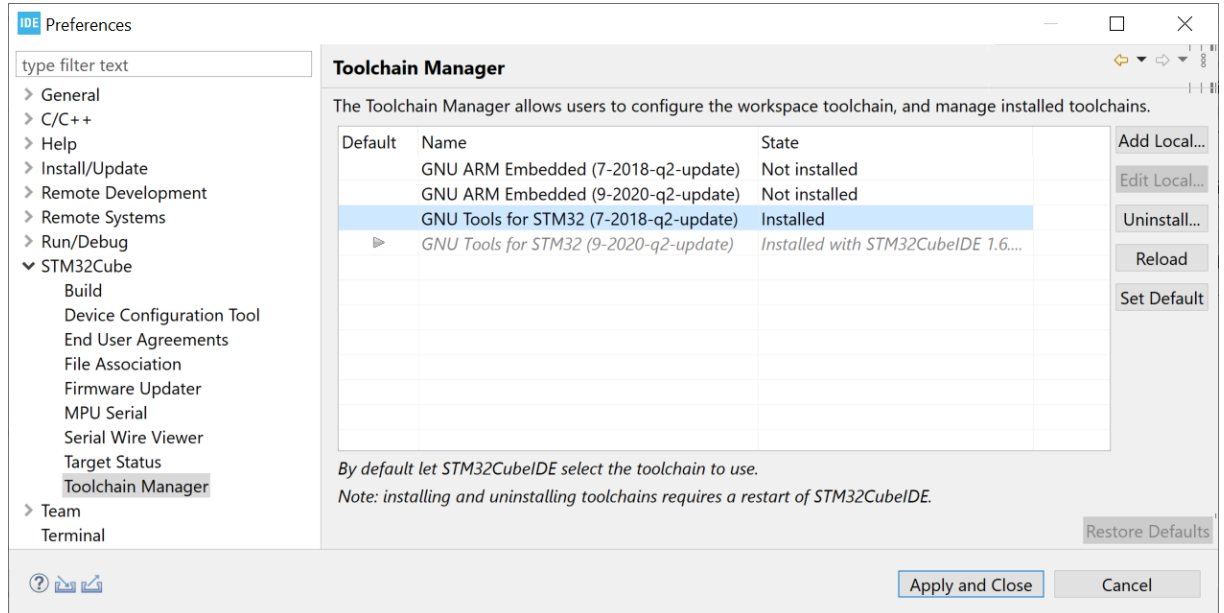 IDE Preferences
type filter text
Toolchain Manager
General
C/C++
Help
Install/Update
Remote Development
Remote Systems
Run/Debug
STM32Cube
Build
Device Configuration Tool
End User Agreements
File Association
Firmware Updater
MPU Serial
Serial Wire Viewer
Target Status
Toolchain Manager
Team
Terminal
The Toolchain Manager allows users to configure the workspace toolchain, and manage installed toolchains.
Default Name State
GNU ARM Embedded (7-2018-q2-update) Not installed
GNU ARM Embedded (9-2020-q2-update) Not installed
GNU Tools for STM32 (7-2018-q2-update) Installed
GNU Tools for STM32 (9-2020-q2-update) Installed with STM32CubeIDE 1.6....
Add Local...
Edit Local...
Uninstall...
Reload
Set Default
By default let STM32CubeIDE select the toolchain to use.
Note: installing and uninstalling toolchains requires a restart of STM32CubeIDE.
Restore Defaults
? Apply and Close Cancel